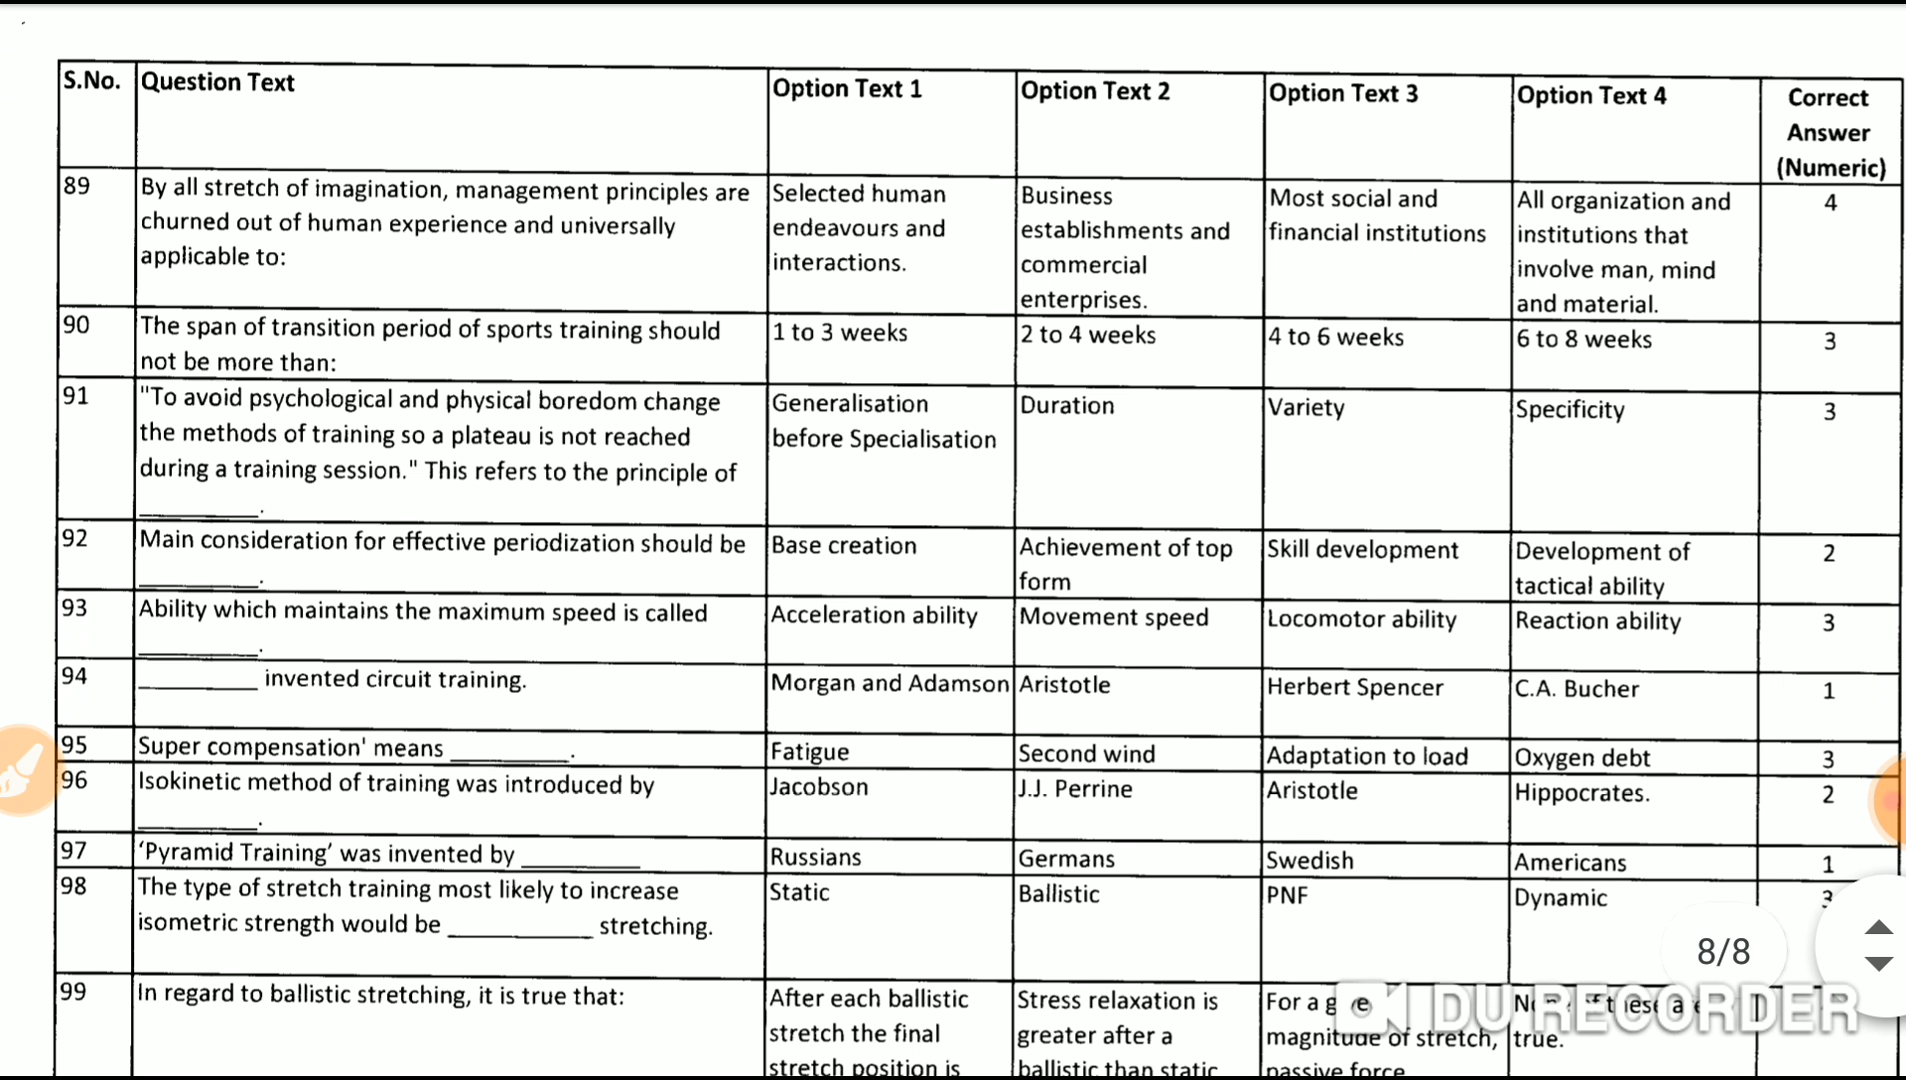 S.No. Question Text Option Text 1 Option Text 2 Option Text 3 Option Text 4 Correct
Answer
(Numeric)
89 By all stretch of imagination, management principles are Selected human Business Most social and All organization and 4
churned out of human experience and universally endeavours and establishments and financial institutions institutions that
applicable to: interactions. commercial involve man, mind
enterprises. and material.
90 The span of transition period of sports training should 1 to 3 weeks 2 to 4 weeks 4 to 6 weeks 6 to 8 weeks 3
not be more than:
91 "To avoid psychological and physical boredom change Generalisation Duration Variety Specificity 3
the methods of training so a plateau is not reached before Specialisation
during a training session." This refers to the principle of
________.
92 Main consideration for effective periodization should be Base creation Achievement of top Skill development Development of 2
________. form tactical ability
93 Ability which maintains the maximum speed is called Acceleration ability Movement speed Locomotor ability Reaction ability 3
________.
94 ________ invented circuit training. Morgan and Adamson Aristotle Herbert Spencer C.A. Bucher 1
95 Super compensation' means ________. Fatigue Second wind Adaptation to load Oxygen debt 3
96 Isokinetic method of training was introduced by Jacobson J.J. Perrine Aristotle Hippocrates. 2
________.
97 ‘Pyramid Training’ was invented by ________ Russians Germans Swedish Americans 1
98 The type of stretch training most likely to increase Static Ballistic PNF Dynamic 3
isometric strength would be __________ stretching.
8/8
99 In regard to ballistic stretching, it is true that: After each ballistic Stress relaxation is For a
stretch the final greater after a magnitude of stretch, true.
stretch position is ballistic than static passive force
DU RECORDER